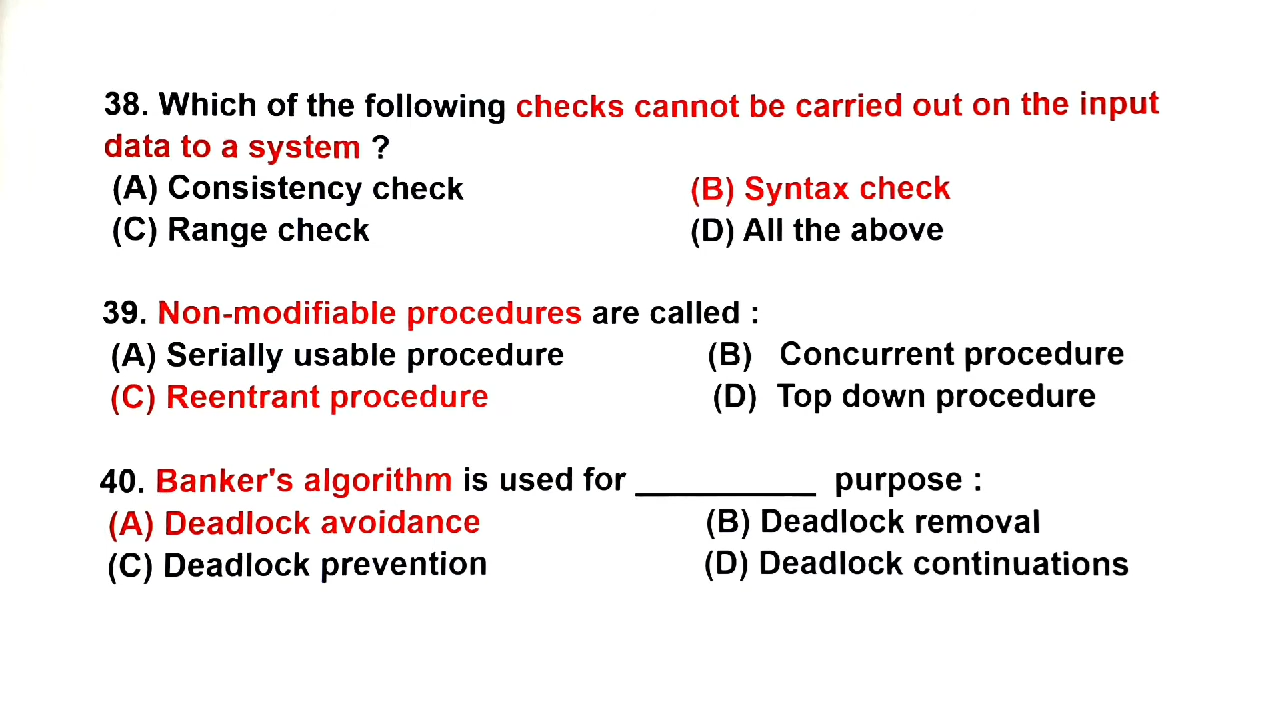 38. Which of the following checks cannot be carried out on the input
data to a system ?
(A) Consistency check (B) Syntax check
(C) Range check (D) All the above
39. Non-modifiable procedures are called :
(A) Serially usable procedure (B) Concurrent procedure
(C) Reentrant procedure (D) Top down procedure
40. Banker's algorithm is used for __________ purpose :
(A) Deadlock avoidance (B) Deadlock removal
(C) Deadlock prevention (D) Deadlock continuations